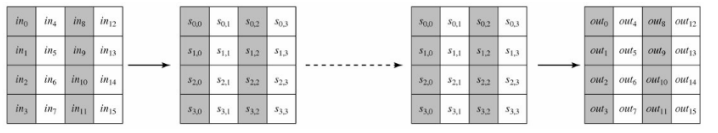 in0 in4 in8 in12 s0,0 s0,1 s0,2 s0,3 s0,0 s0,1 s0,2 s0,3 out0 out4 out8 out12
in1 in5 in9 in13 s1,0 s1,1 s1,2 s1,3 s1,0 s1,1 s1,2 s1,3 out1 out5 out9 out13
in2 in6 in10 in14 s2,0 s2,1 s2,2 s2,3 s2,0 s2,1 s2,2 s2,3 out2 out6 out10 out14
in3 in7 in11 in15 s3,0 s3,1 s3,2 s3,3 s3,0 s3,1 s3,2 s3,3 out3 out7 out11 out15